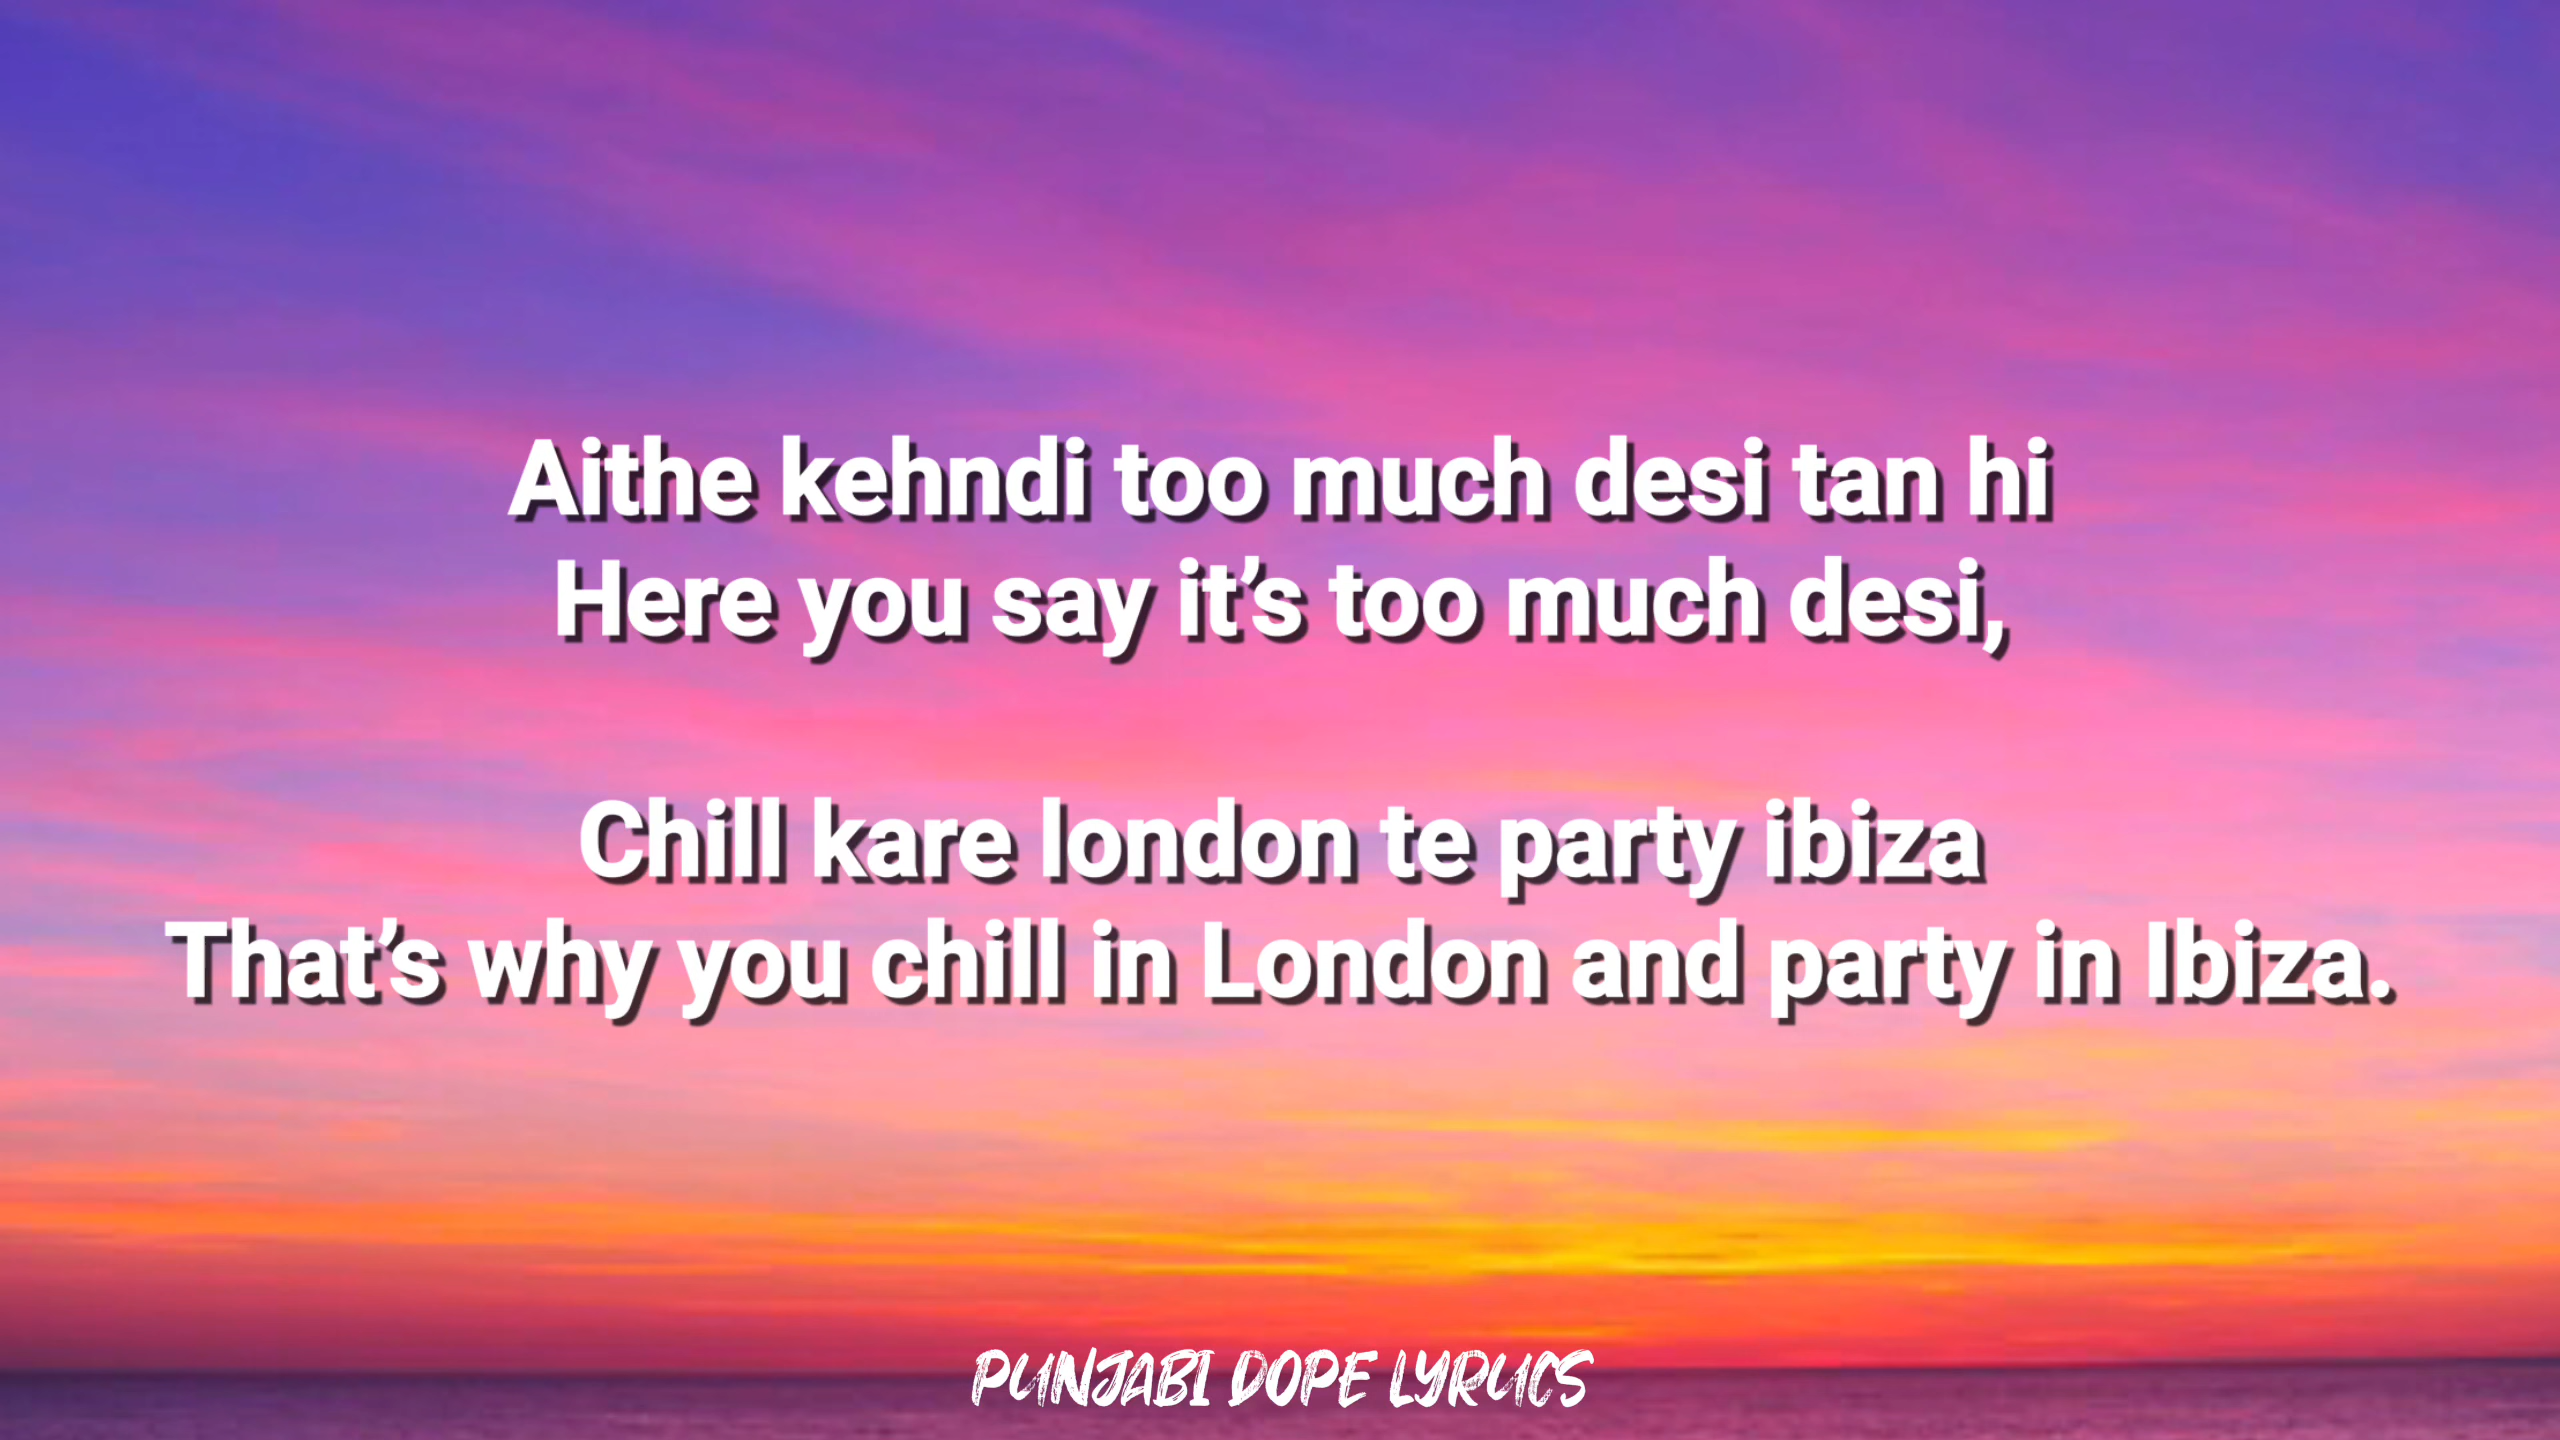 Aithe kehndi too much desi tan hi
Here you say it’s too much desi,
Chill kare london te party ibiza
That’s why you chill in London and party in Ibiza.
PUNJABI DOPE LYRICS